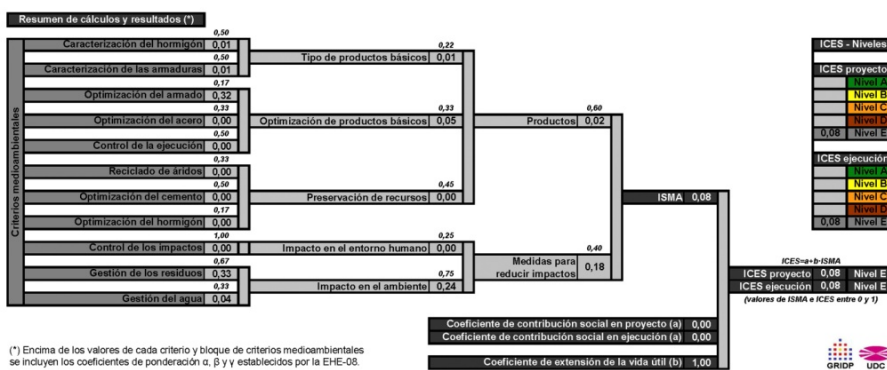 Resumen de cálculos y resultados (*)
Criterios medioambientales
0,50
Caracterización del hormigón 0,01
0,50
Caracterización de las armaduras 0,01
0,17
Optimización del armado 0,32
0,33
Optimización del acero 0,00
0,50
Control de la ejecución 0,00
0,33
Reciclado de áridos 0,00
0,50
Optimización del cemento 0,00
0,17
Optimización del hormigón 0,00
1,00
Control de los impactos 0,00
0,67
Gestión de los residuos 0,33
0,33
Gestión del agua 0,04
0,22
Tipo de productos básicos 0,01
0,33
Optimización de productos básicos 0,05
0,45
Preservación de recursos 0,00
0,25
Impacto en el entorno humano 0,00
0,75
Impacto en el ambiente 0,24
0,60
Productos 0,02
0,40
Medidas para
reducir impactos 0,18
ISMA 0,08
Coeficiente de contribución social en proyecto (a) 0,00
Coeficiente de contribución social en ejecución (a) 0,00
Coeficiente de extensión de la vida útil (b) 1,00
ICES - Niveles
ICES proyecto
Nivel A
Nivel B
Nivel C
Nivel D
0,08 Nivel E
ICES ejecución
Nivel A
Nivel B
Nivel C
Nivel D
0,08 Nivel E
ICES=a+b·ISMA
ICES proyecto 0,08 Nivel E
ICES ejecución 0,08 Nivel E
(valores de ISMA e ICES entre 0 y 1)
(*) Encima de los valores de cada criterio y bloque de criterios medioambientales
se incluyen los coeficientes de ponderación α, β y γ establecidos por la EHE-08.
GRIDP UDC